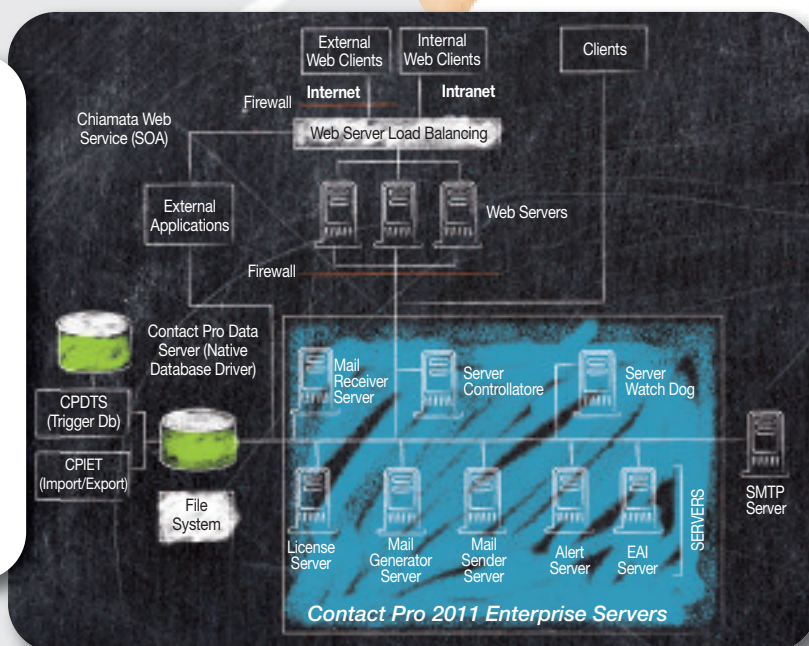 External
Web Clients
Internal
Web Clients
Clients
Internet
Intranet
Firewall
Chiamata Web
Service (SOA)
Web Server Load Balancing
External
Applications
Web Servers
Firewall
Contact Pro Data
Server (Native
Database Driver)
Mail
Receiver
Server
Server
Controllatore
Server
Watch Dog
CPDTS
(Trigger Db)
CPIET
(Import/Export)
File
System
License
Server
Mail
Generator
Server
Mail
Sender
Server
Alert
Server
EAI
Server
SERVERS
SMTP
Server
Contact Pro 2011 Enterprise Servers